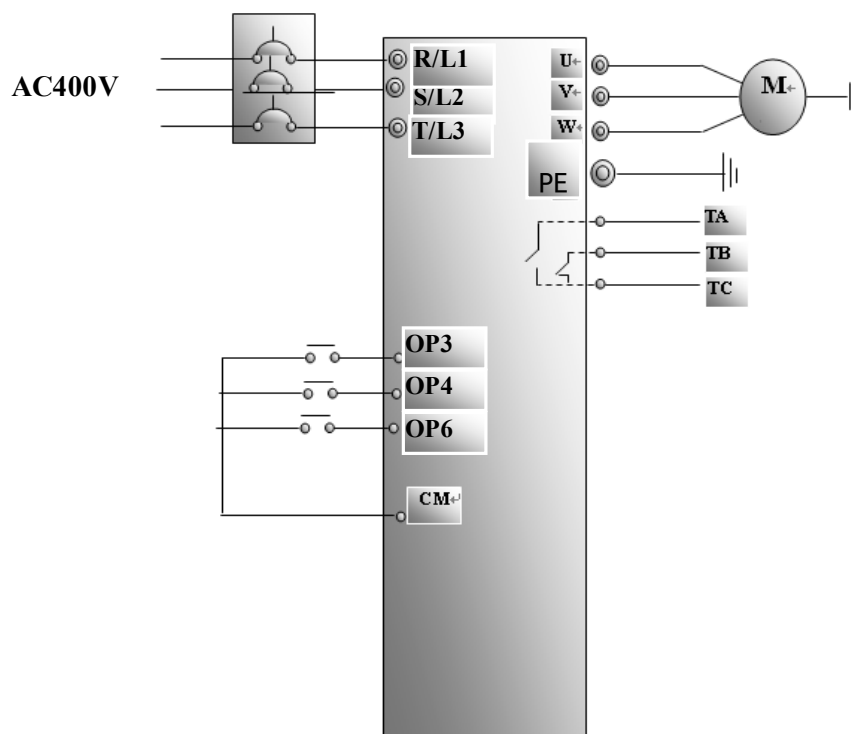 AC400V
R/L1
S/L2
T/L3
U
V
W
M
PE
TA
TB
TC
OP3
OP4
OP6
CM